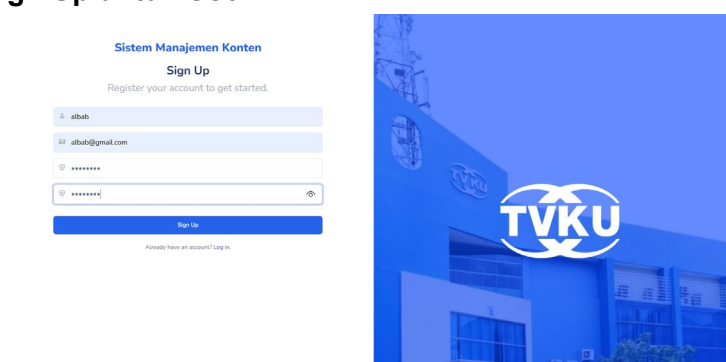 Sistem Manajemen Konten
Sign Up
Register your account to get started.
albab
albab@gmail.com
Sign Up
Already have an account? Log in.
TVKU
TVKU